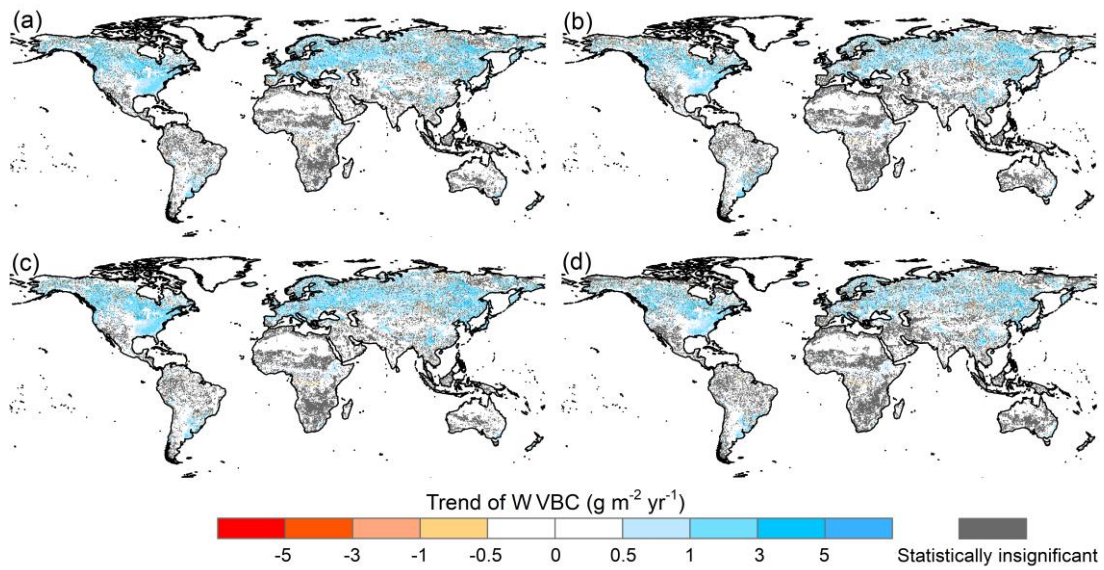 (a) (b)
(c) (d)
Trend of W VBC (g m⁻² yr⁻¹)
-5 -3 -1 -0.5 0 0.5 1 3 5 Statistically insignificant